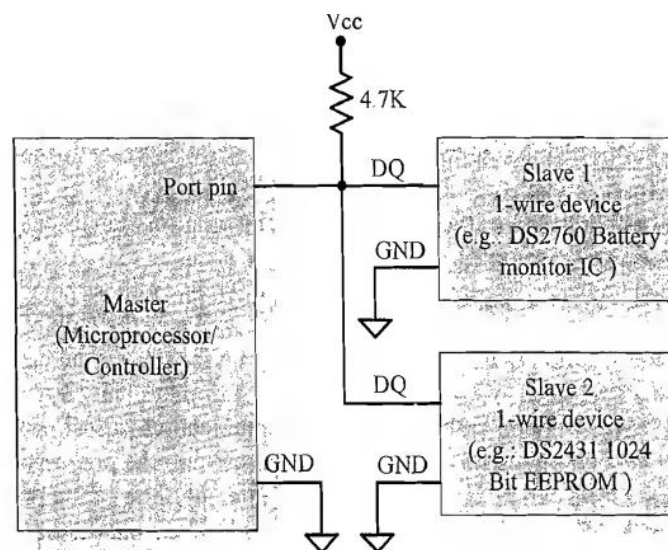 Vcc
4.7K
Port pin
DQ
Slave 1
1-wire device
(e.g.: DS2760 Battery
monitor IC )
GND
Master
(Microprocessor/
Controller)
DQ
Slave 2
1-wire device
(e.g.: DS2431 1024
Bit EEPROM )
GND
GND